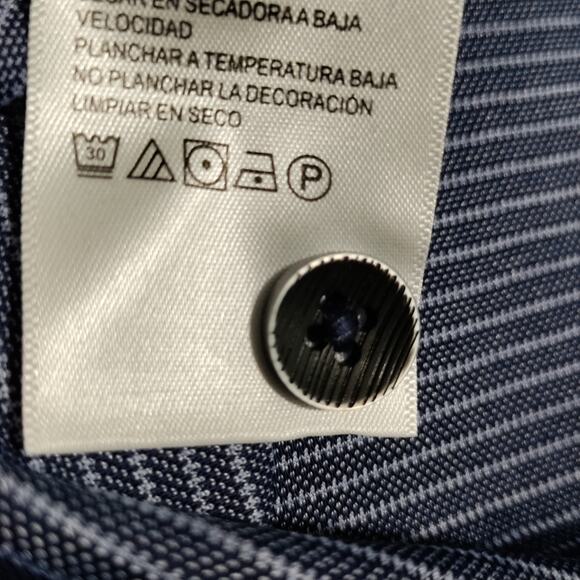 EN SECADORA A BAJA
VELOCIDAD
PLANCHAR A TEMPERATURA BAJA
NO PLANCHAR LA DECORACIÓN
LIMPIAR EN SECO
30
P